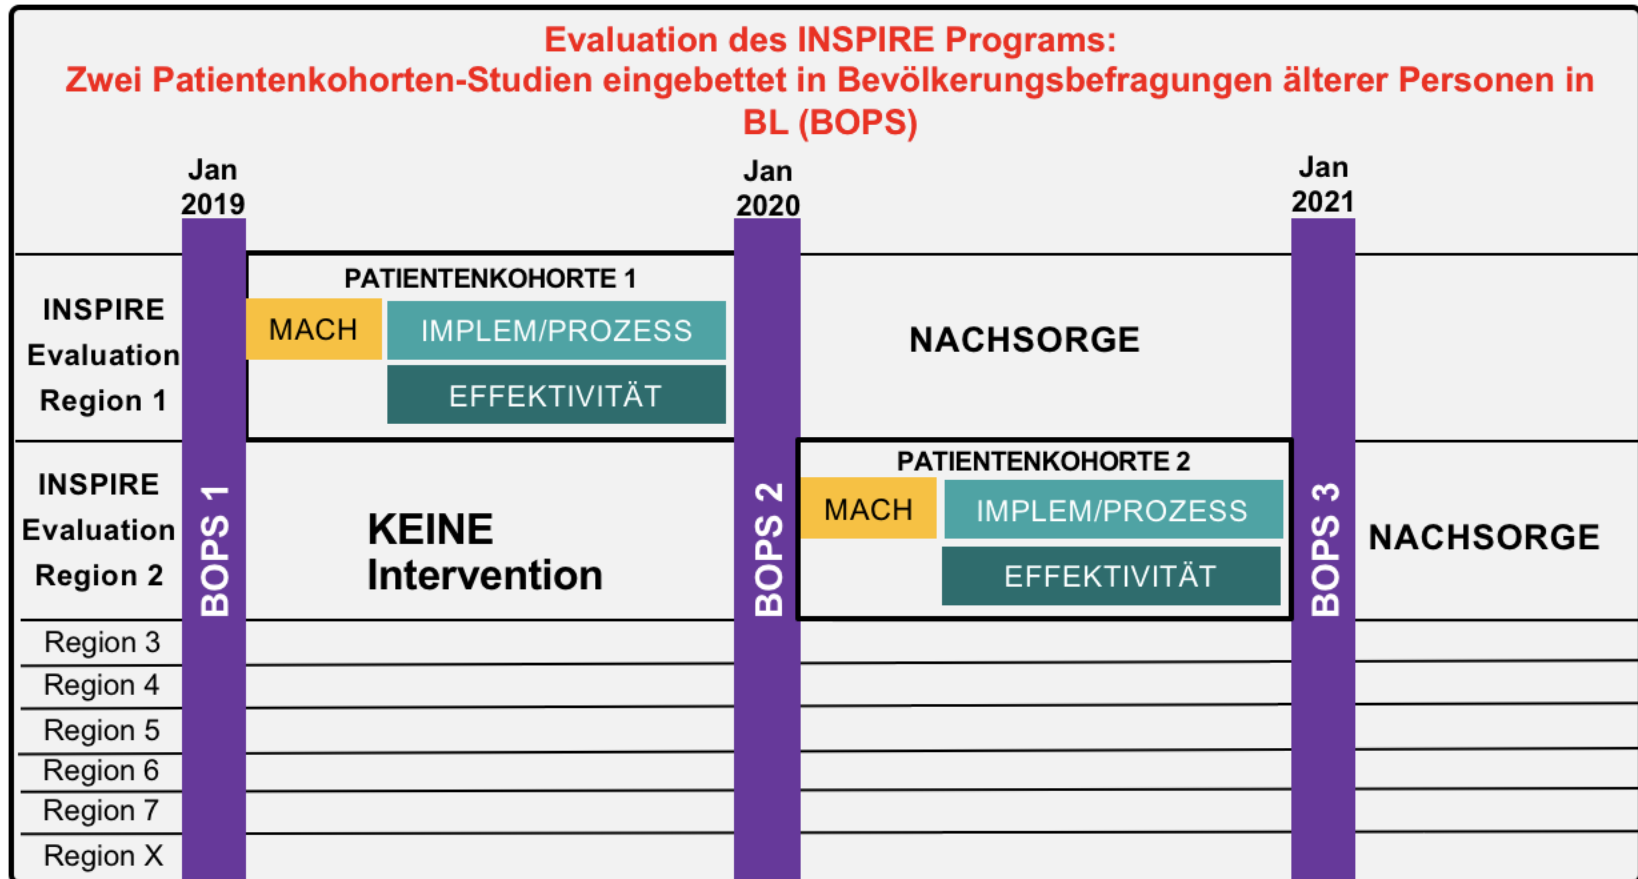 Evaluation des INSPIRE Programs:
Zwei Patientenkohorten-Studien eingebettet in Bevölkerungsbefragungen älterer Personen in
BL (BOPS)
Jan
2019
Jan
2020
Jan
2021
INSPIRE
Evaluation
Region 1
PATIENTENKOHORTE 1
MACH
IMPLEM/PROZESS
EFFEKTIVITÄT
NACHSORGE
INSPIRE
Evaluation
Region 2
BOPS 1
KEINE
Intervention
BOPS 2
PATIENTENKOHORTE 2
MACH
IMPLEM/PROZESS
EFFEKTIVITÄT
BOPS 3
NACHSORGE
Region 3
Region 4
Region 5
Region 6
Region 7
Region X